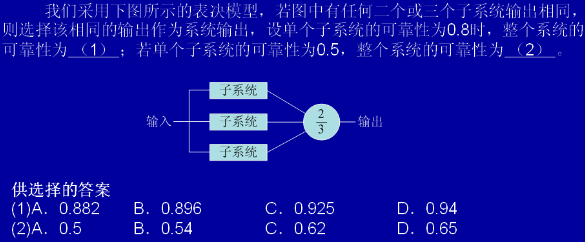 我们采用下图所示的表决模型，若图中有任何二个或三个子系统输出相同，
则选择该相同的输出作为系统输出，设单个子系统的可靠性为0.8时，整个系统的
可靠性为 （1） ；若单个子系统的可靠性为0.5，整个系统的可靠性为 （2） 。
子系统
输入 子系统 2/3 输出
子系统
供选择的答案
(1)A．0.882 B．0.896 C．0.925 D．0.94
(2)A．0.5 B．0.54 C．0.62 D．0.65